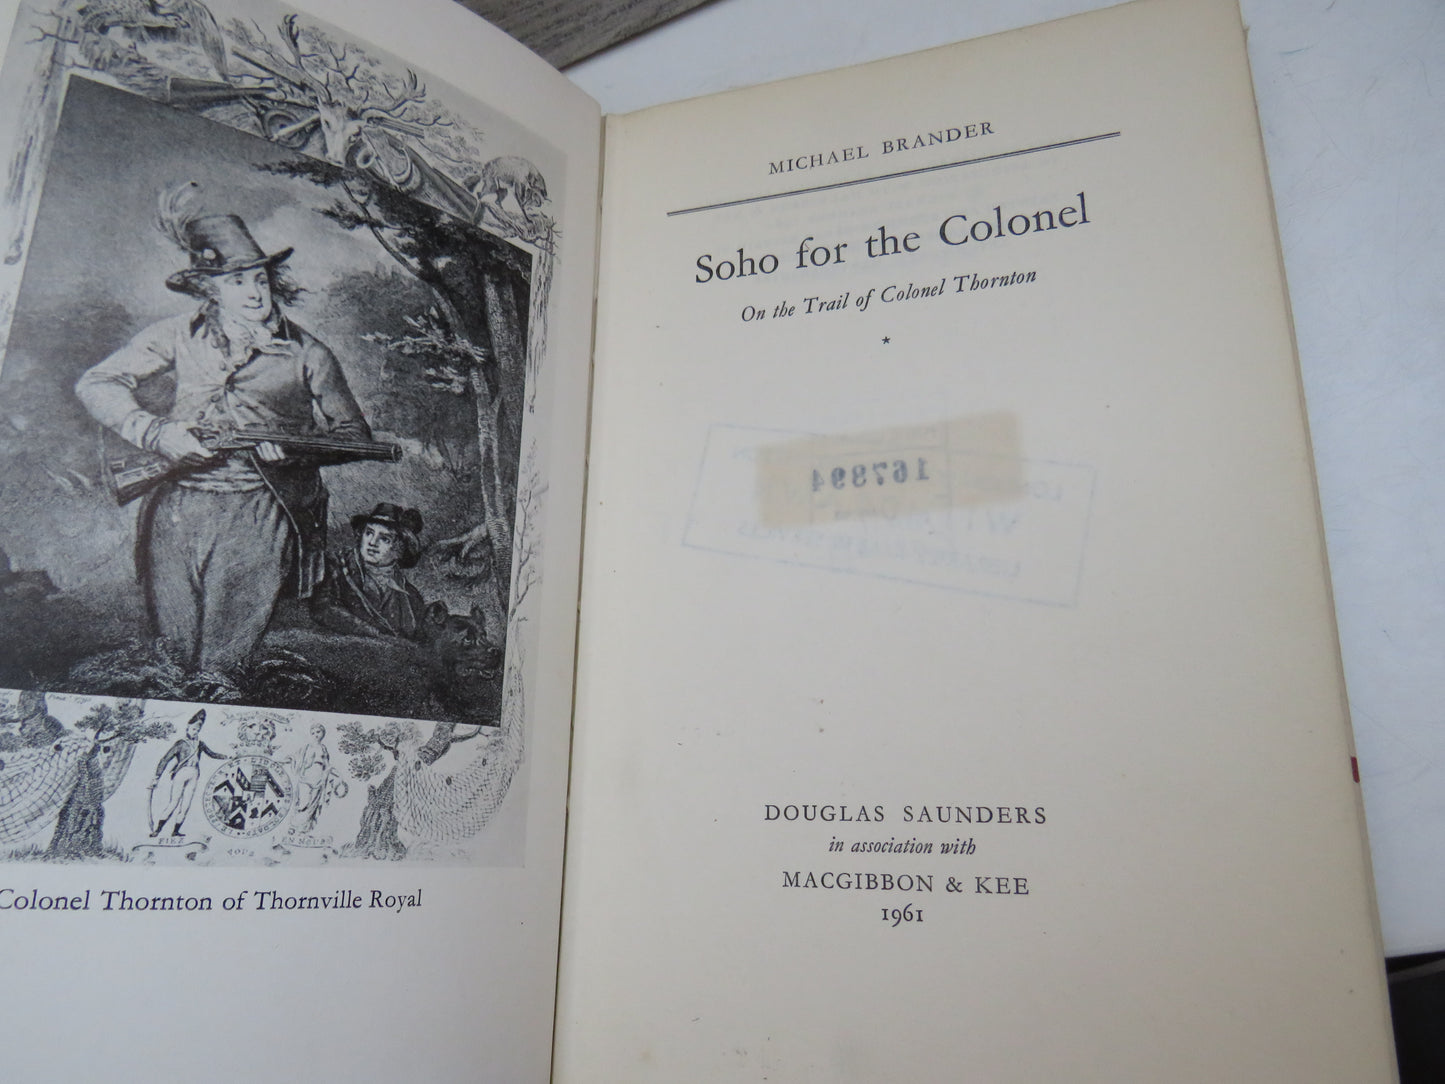 Colonel Thornton of Thornville Royal
MICHAEL BRANDER
Soho for the Colonel
On the Trail of Colonel Thornton
*
167894
DOUGLAS SAUNDERS
in association with
MACGIBBON & KEE
1961